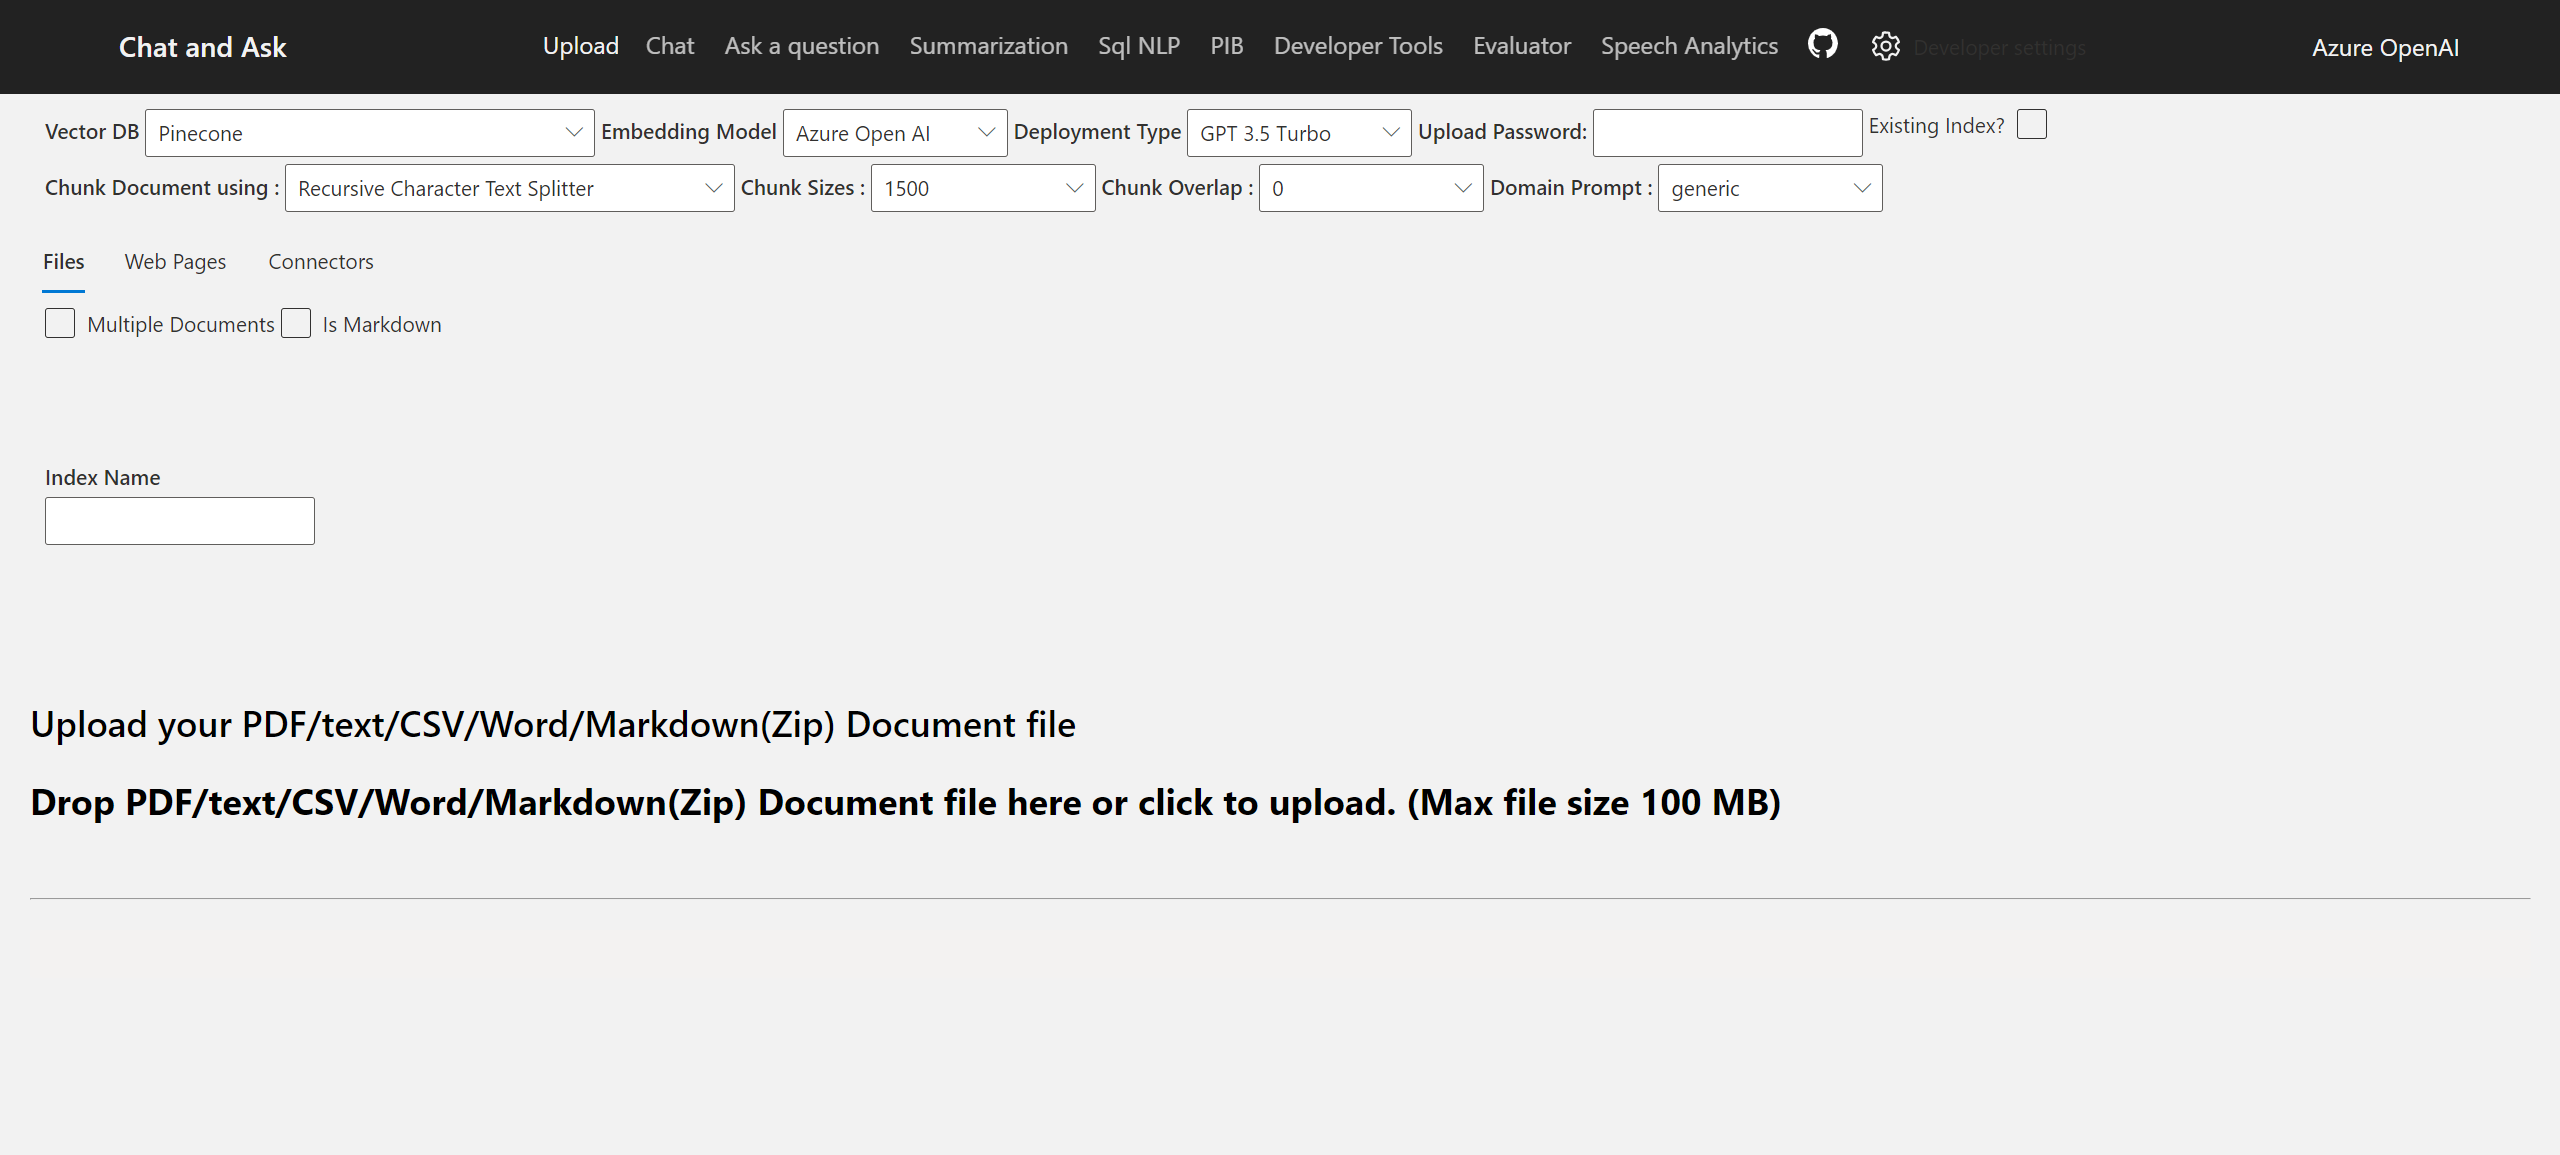 Chat and Ask Upload Chat Ask a question Summarization Sql NLP PIB Developer Tools Evaluator Speech Analytics Developer settings Azure OpenAI
Vector DB Pinecone Embedding Model Azure Open AI Deployment Type GPT 3.5 Turbo Upload Password: Existing Index?
Chunk Document using : Recursive Character Text Splitter Chunk Sizes : 1500 Chunk Overlap : 0 Domain Prompt : generic
Files Web Pages Connectors
Multiple Documents Is Markdown
Index Name
Upload your PDF/text/CSV/Word/Markdown(Zip) Document file
Drop PDF/text/CSV/Word/Markdown(Zip) Document file here or click to upload. (Max file size 100 MB)